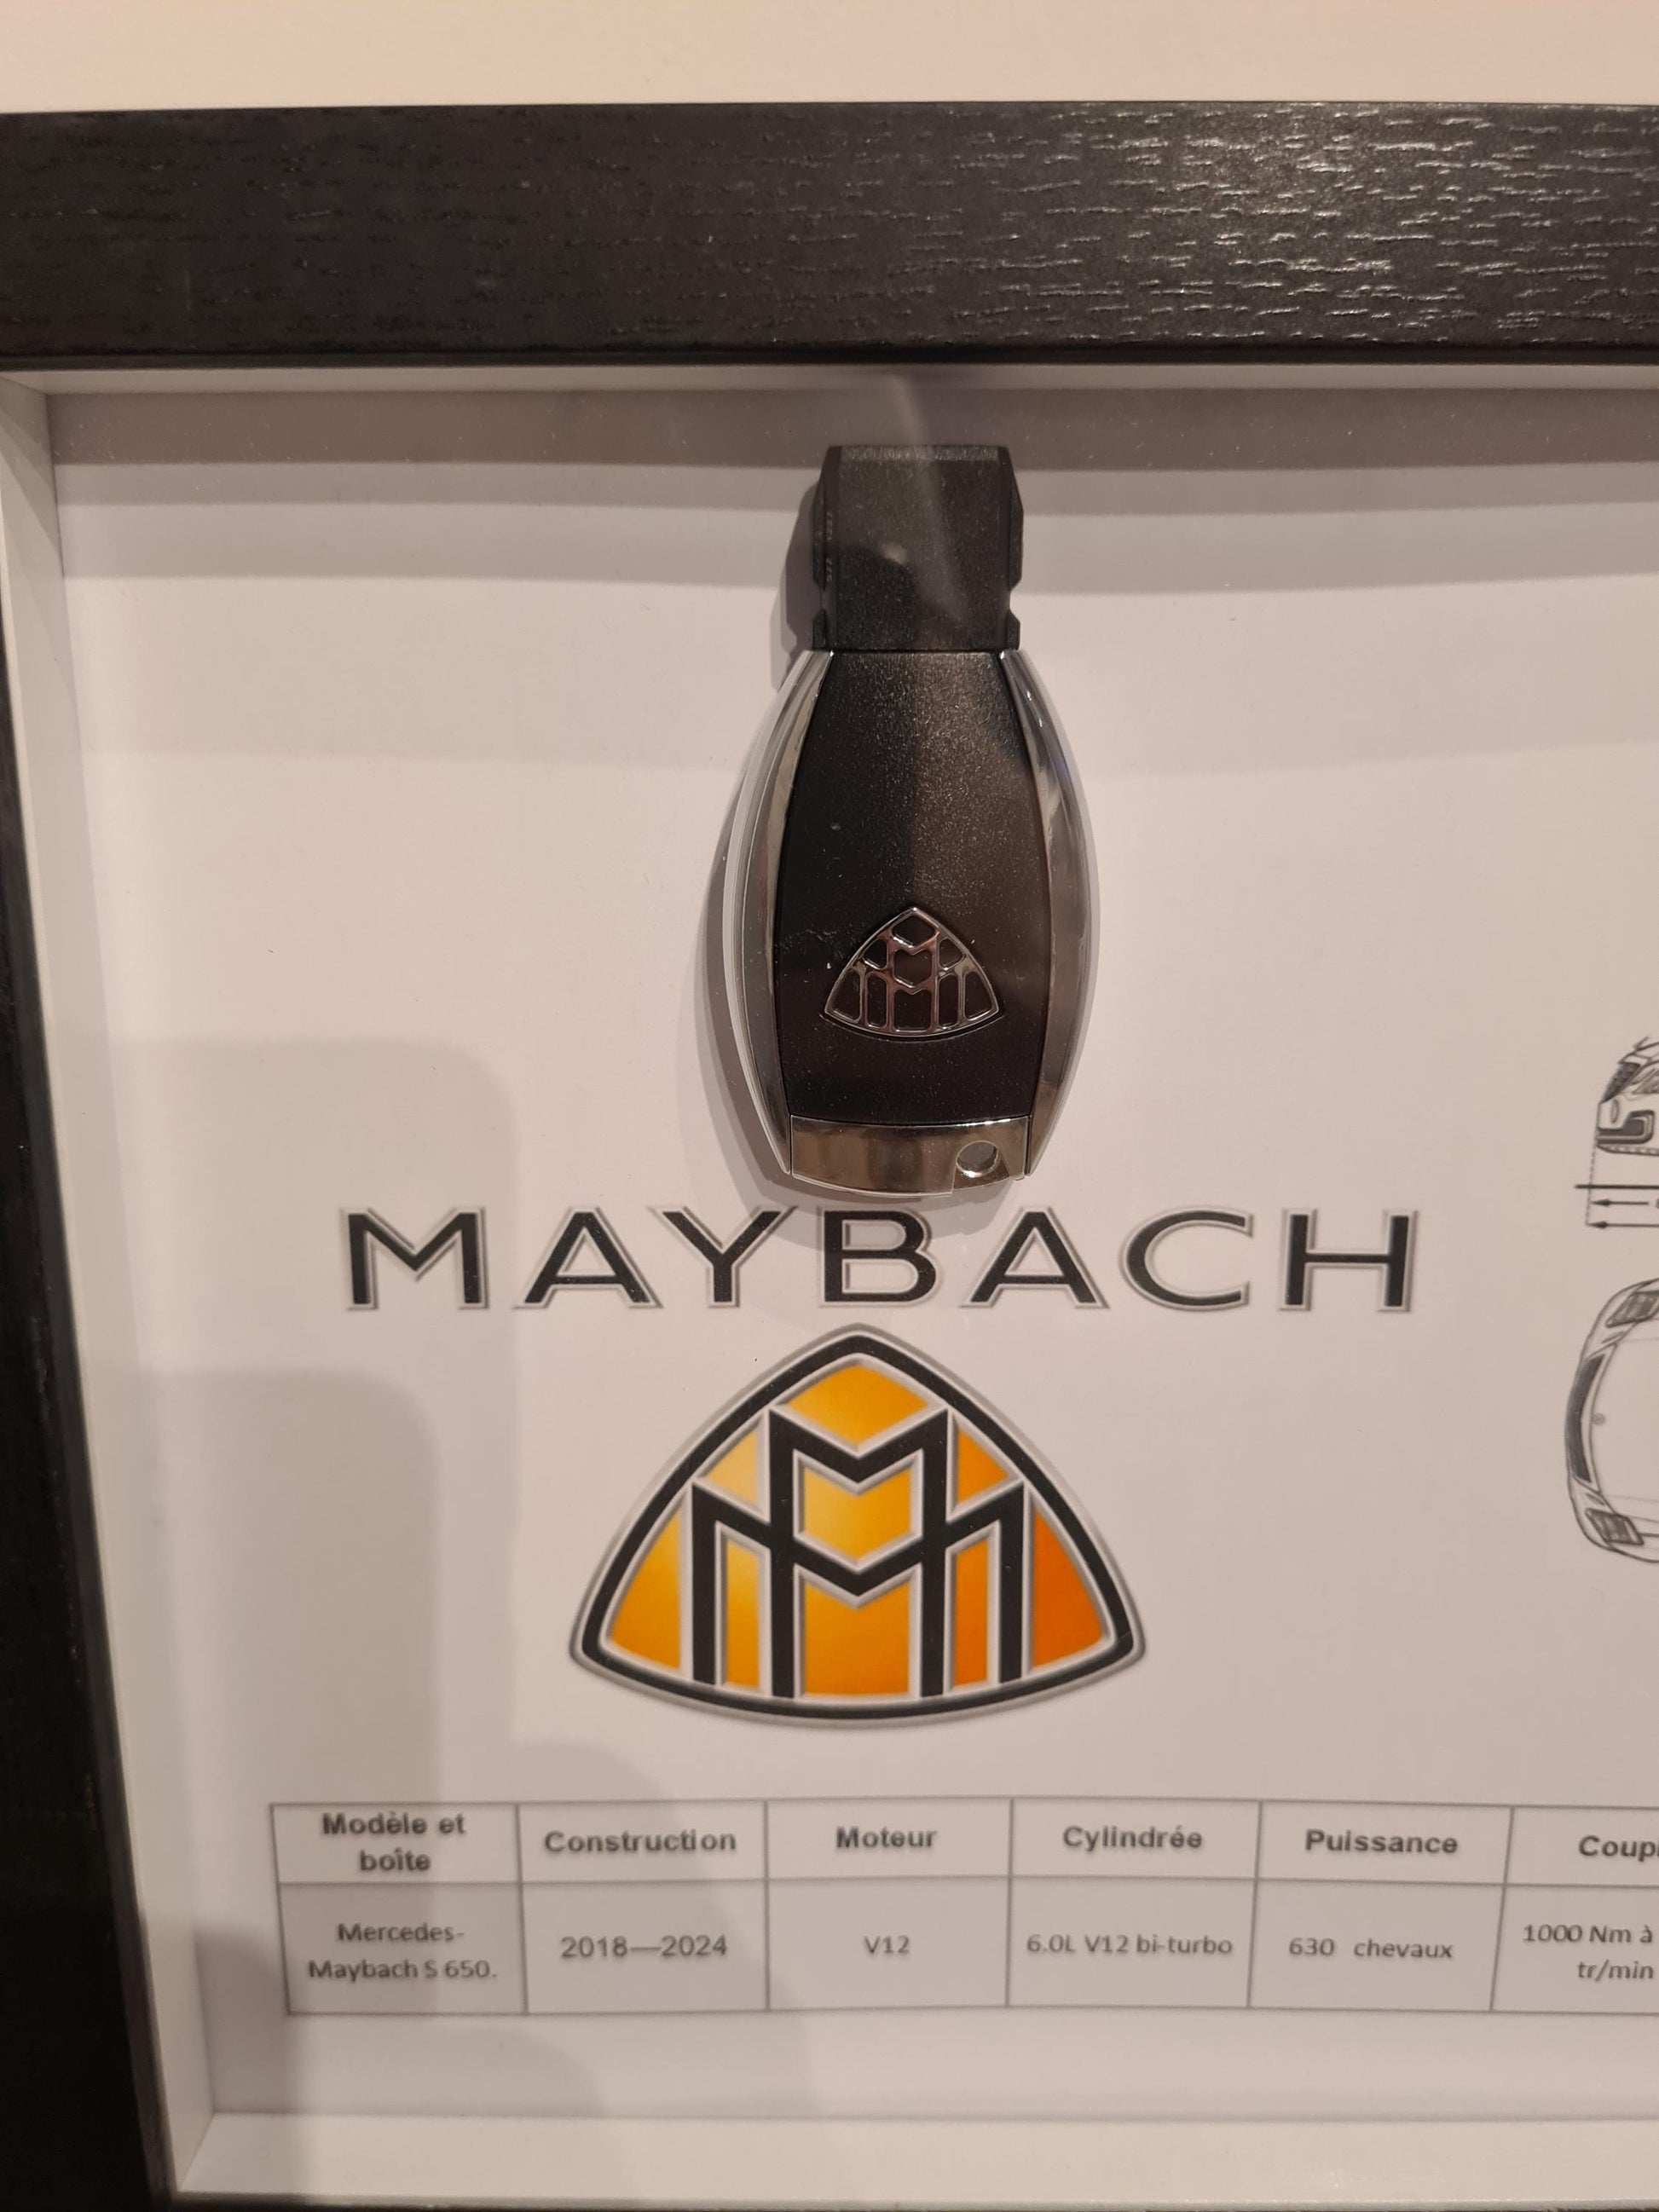 MAYBACH
Modèle et
boîte
Construction
Moteur
Cylindrée
Puissance
Coupl
Mercedes-
Maybach S 650.
2018—2024
V12
6.0L V12 bi-turbo
630 chevaux
1000 Nm à
tr/min